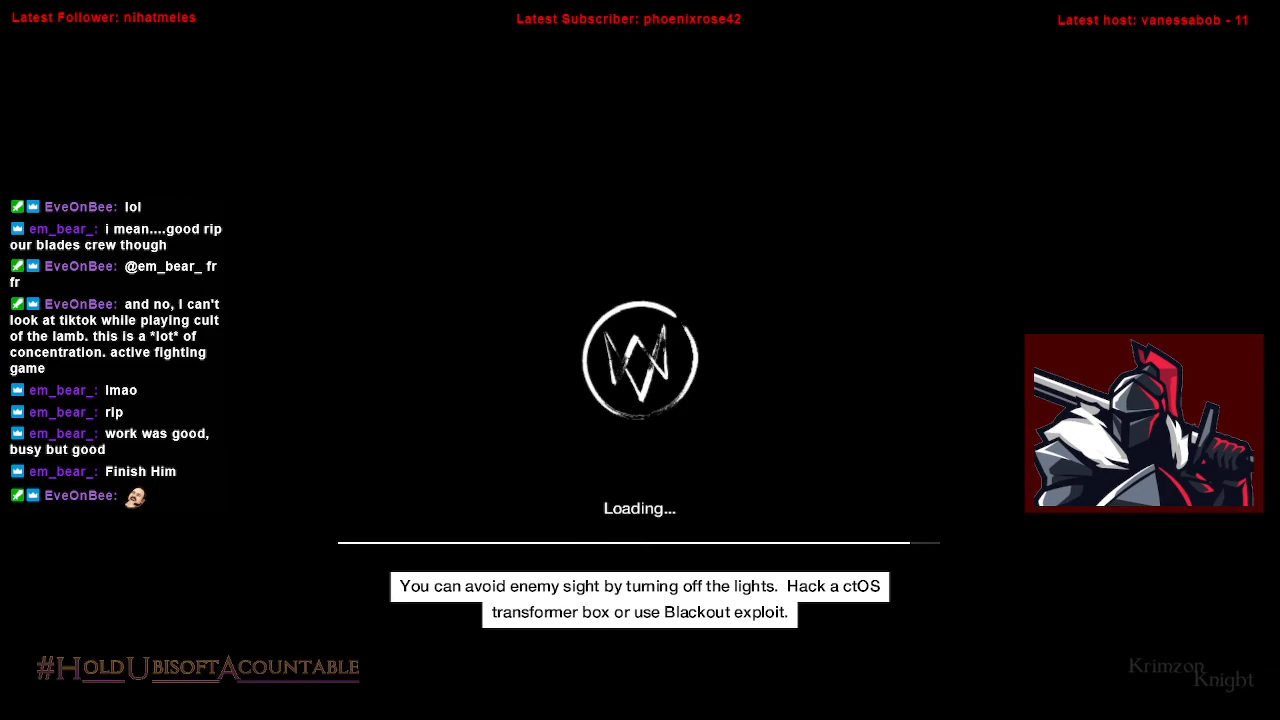 Latest Follower: nihatmeles
Latest Subscriber: phoenixrose42
Latest host: vanessabob - 11
EveOnBee: lol
em_bear_: i mean....good rip
our blades crew though
EveOnBee: @em_bear_ fr
fr
EveOnBee: and no, I can't
look at tiktok while playing cult
of the lamb. this is a *lot* of
concentration. active fighting
game
em_bear_: lmao
em_bear_: rip
em_bear_: work was good,
busy but good
em_bear_: Finish Him
EveOnBee:
Loading...
You can avoid enemy sight by turning off the lights.  Hack a ctOS
transformer box or use Blackout exploit.
#HoldUbisoftAcountable
Krimzon
Knight